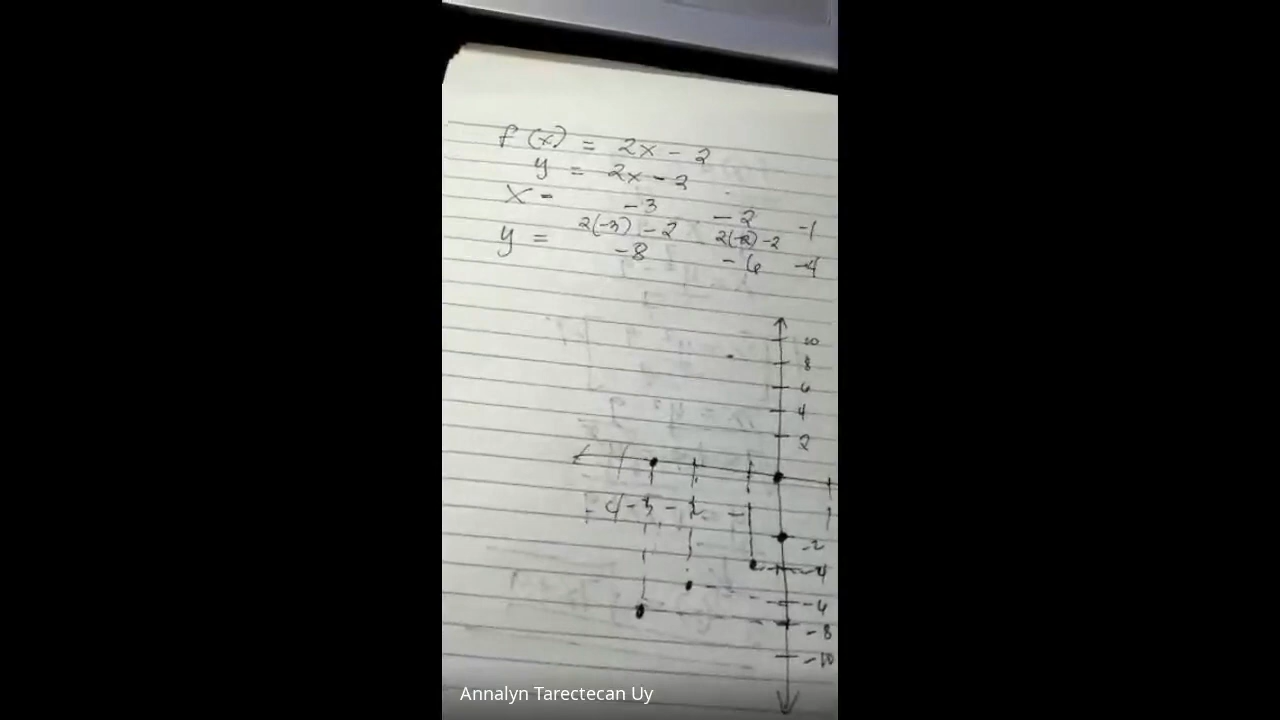 f(x) = 2x - 2
y = 2x - 2
x = -3 -2 -1
2(-3) - 2 2(-2) - 2
y = -8 -6 -4
10
8
6
4
2
-4 -3 -2 -1 1
-2
-4
-6
-8
-10
Annalyn Tarectecan Uy